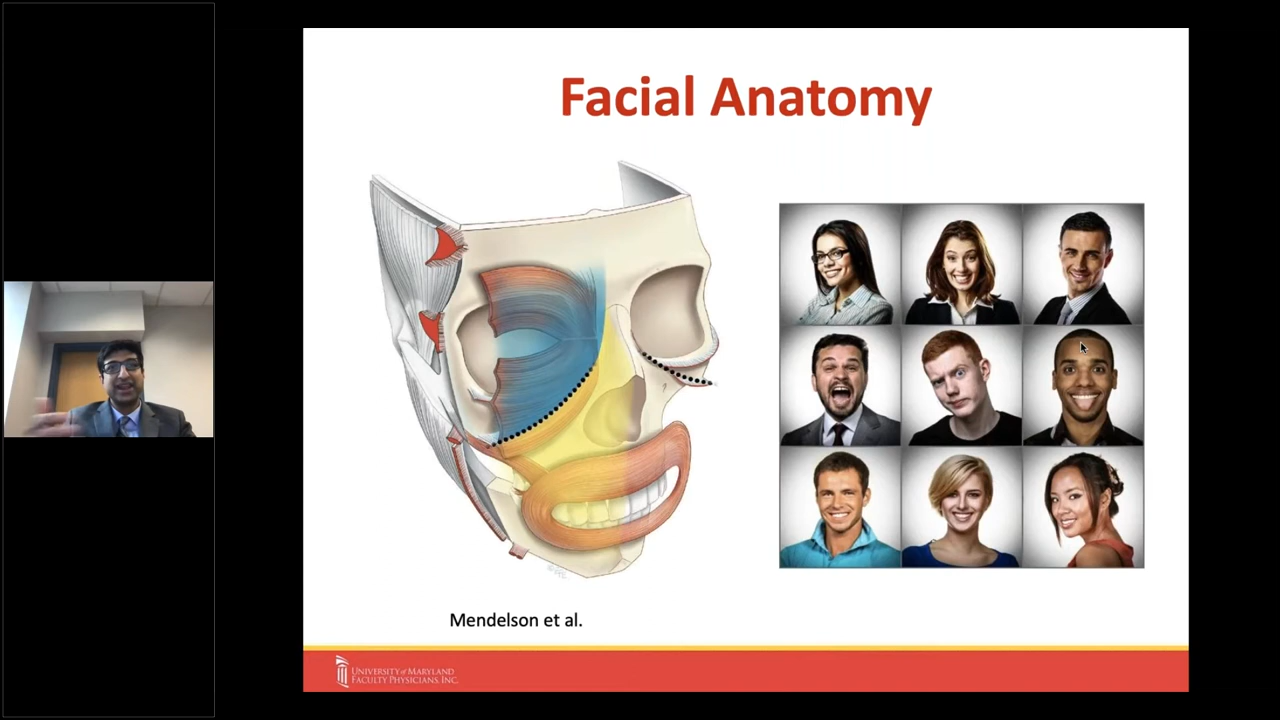 Facial Anatomy
Mendelson et al.
UNIVERSITY of MARYLAND
FACULTY PHYSICIANS, INC.